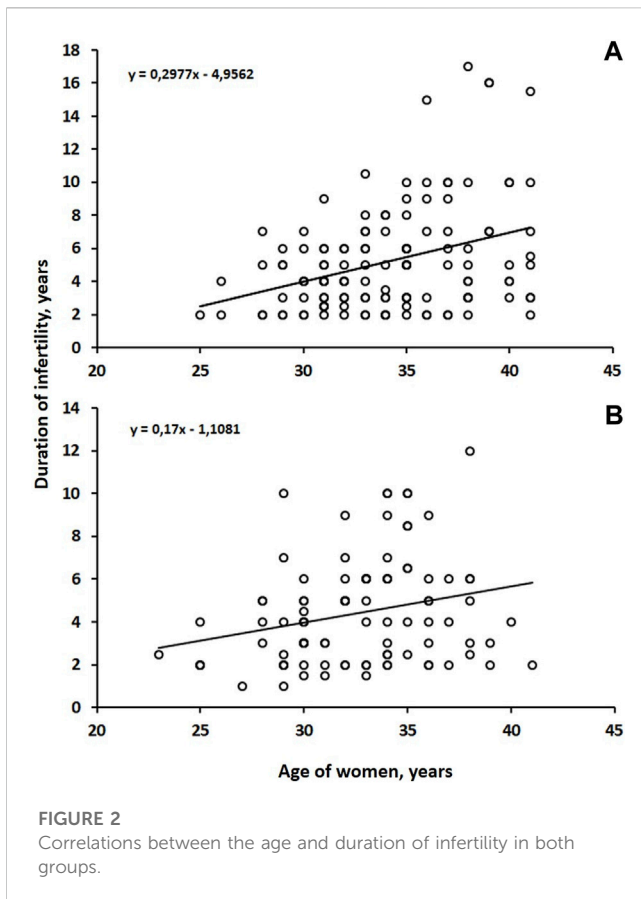 A
y = 0,2977x - 4,9562
18
16
14
12
10
8
6
4
2
0
20 25 30 35 40 45
Duration of infertility, years
B
y = 0,17x - 1,1081
14
12
10
8
6
4
2
0
20 25 30 35 40 45
Age of women, years
FIGURE 2
Correlations between the age and duration of infertility in both
groups.